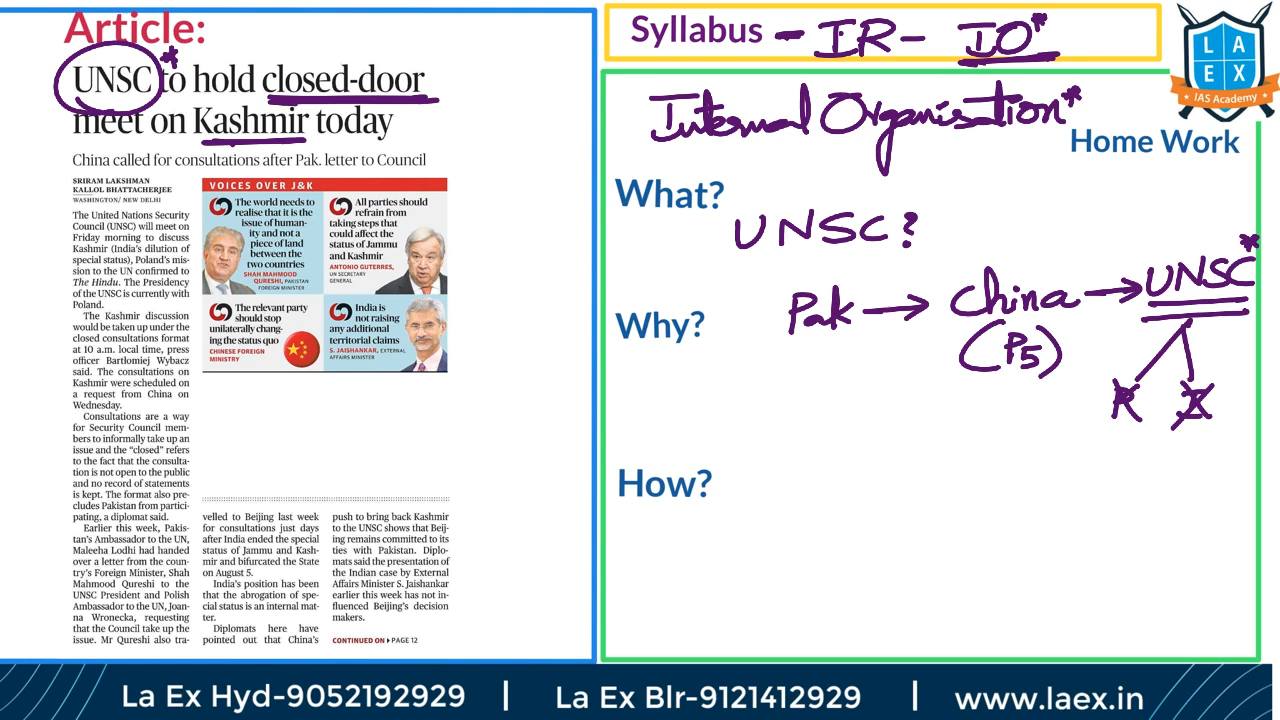 Article:
UNSC* to hold closed-door
meet on Kashmir today
China called for consultations after Pak. letter to Council
SRIRAM LAKSHMAN
KALLOL BHATTACHERJEE
WASHINGTON/ NEW DELHI
The United Nations Security
Council (UNSC) will meet on
Friday morning to discuss
Kashmir (India's dilution of
special status), Poland's mis-
sion to the UN confirmed to
The Hindu. The Presidency
of the UNSC is currently with
Poland.
The Kashmir discussion
would be taken up under the
closed consultations format
at 10 a.m. local time, press
officer Bartlomiej Wybacz
said. The consultations on
Kashmir were scheduled on
a request from China on
Wednesday.
Consultations are a way
for Security Council mem-
bers to informally take up an
issue and the "closed" refers
to the fact that the consulta-
tion is not open to the public
and no record of statements
is kept. The format also pre-
cludes Pakistan from partici-
pating, a diplomat said.
Earlier this week, Pakis-
tan's Ambassador to the UN,
Maleeha Lodhi had handed
over a letter from the coun-
try's Foreign Minister, Shah
Mahmood Qureshi to the
UNSC President and Polish
Ambassador to the UN, Joan-
na Wronecka, requesting
that the Council take up the
issue. Mr Qureshi also tra-
VOICES OVER J&K
The world needs to
realise that it is the
issue of human-
ity and not a
piece of land
between the
two countries
SHAH MAHMOOD
QURESHI, PAKISTAN
FOREIGN MINISTER
All parties should
refrain from
taking steps that
could affect the
status of Jammu
and Kashmir
ANTONIO GUTERRES,
UN SECRETARY
GENERAL
The relevant party
should stop
unilaterally chang-
ing the status quo
CHINESE FOREIGN
MINISTRY
India is
not raising
any additional
territorial claims
S. JAISHANKAR, EXTERNAL
AFFAIRS MINISTER
velled to Beijing last week
for consultations just days
after India ended the special
status of Jammu and Kash-
mir and bifurcated the State
on August 5.
India's position has been
that the abrogation of spe-
cial status is an internal mat-
ter.
Diplomats here have
pointed out that China's
push to bring back Kashmir
to the UNSC shows that Beij-
ing remains committed to its
ties with Pakistan. Diplo-
mats said the presentation of
the Indian case by External
Affairs Minister S. Jaishankar
earlier this week has not in-
fluenced Beijing's decision
makers.
CONTINUED ON PAGE 12
Syllabus - IR - IO*
LAEX
IAS Academy
Internal Organisation*
Home Work
What?
UNSC?
Why?
Pak → China → UNSC*
(P5)
How?
La Ex Hyd-9052192929 | La Ex Blr-9121412929 | www.laex.in